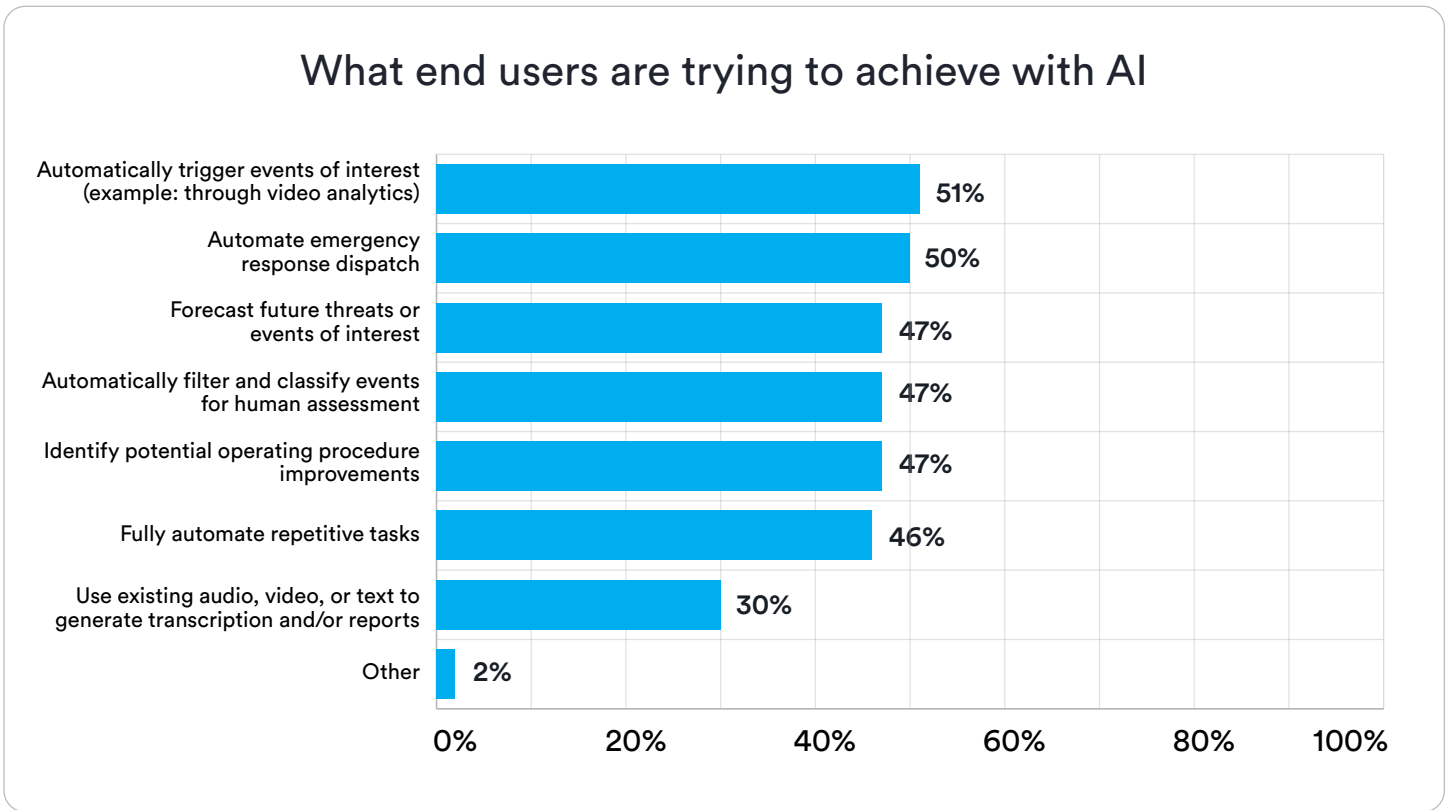 What end users are trying to achieve with AI
Automatically trigger events of interest
(example: through video analytics)
51%
Automate emergency
response dispatch
50%
Forecast future threats or
events of interest
47%
Automatically filter and classify events
for human assessment
47%
Identify potential operating procedure
improvements
47%
Fully automate repetitive tasks
46%
Use existing audio, video, or text to
generate transcription and/or reports
30%
Other
2%
0% 20% 40% 60% 80% 100%